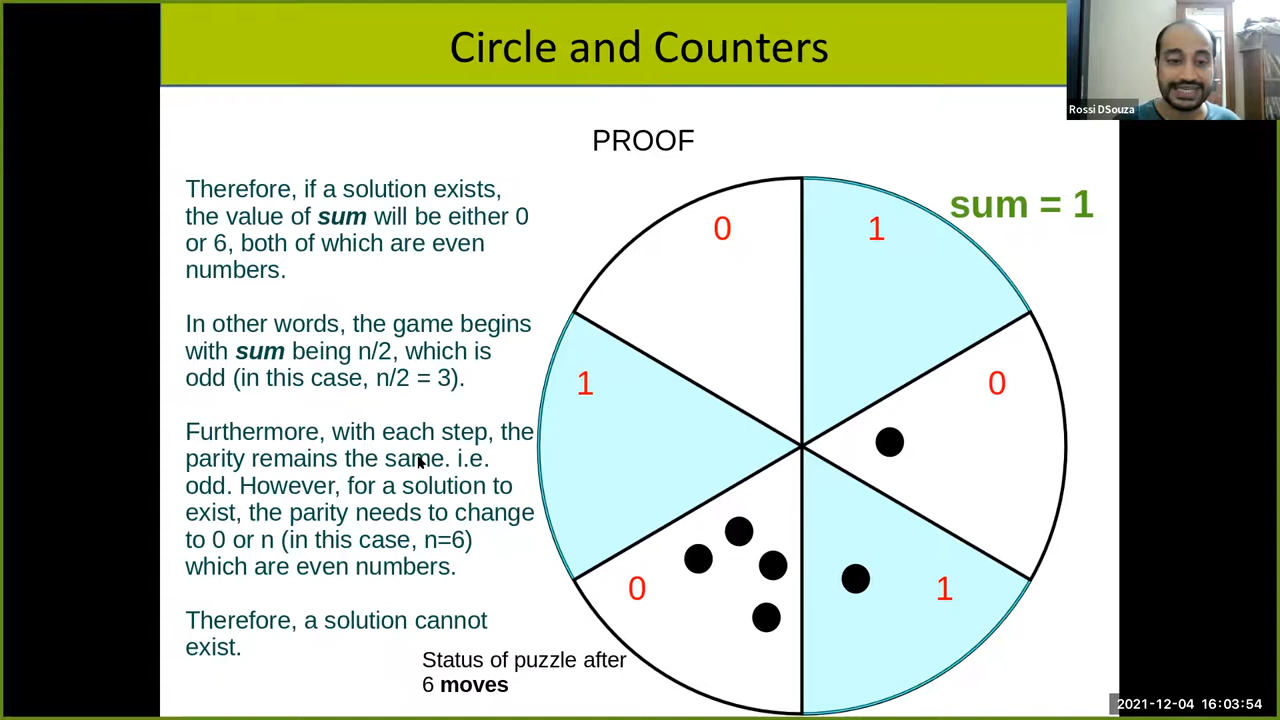 Circle and Counters
Rossi DSouza
PROOF
Therefore, if a solution exists,
the value of sum will be either 0
or 6, both of which are even
numbers.
In other words, the game begins
with sum being n/2, which is
odd (in this case, n/2 = 3).
Furthermore, with each step, the
parity remains the same. i.e.
odd. However, for a solution to
exist, the parity needs to change
to 0 or n (in this case, n=6)
which are even numbers.
Therefore, a solution cannot
exist.
sum = 1
0
1
1
0
0
1
Status of puzzle after
6 moves
2021-12-04 16:03:54